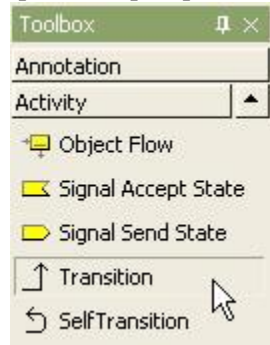 Toolbox
Annotation
Activity
Object Flow
Signal Accept State
Signal Send State
Transition
SelfTransition